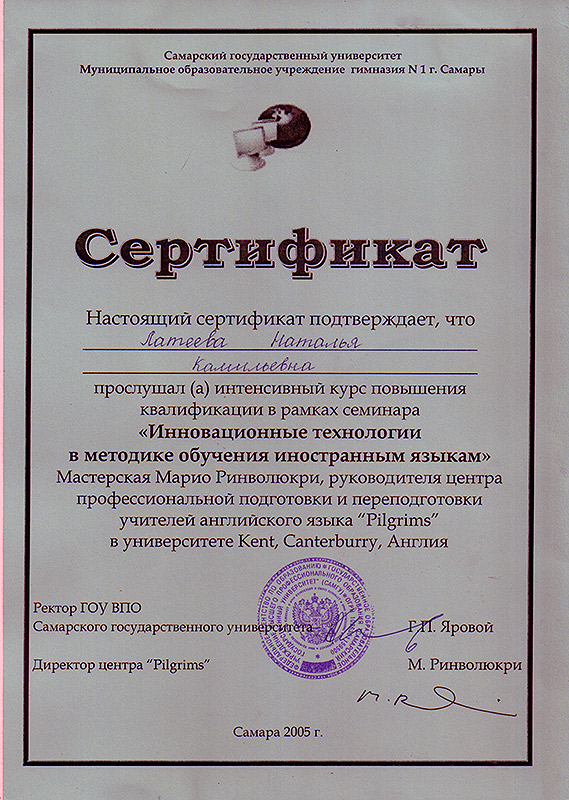 Самарский государственный университет
Муниципальное образовательное учреждение гимназия N 1 г. Самары
Сертификат
Настоящий сертификат подтверждает, что
Латеева Наталья
Камильевна
прослушал (а) интенсивный курс повышения
квалификации в рамках семинара
«Инновационные технологии
в методике обучения иностранным языкам»
Мастерская Марио Ринволюкри, руководителя центра
профессиональной подготовки и переподготовки
учителей английского языка “Pilgrims”
в университете Kent, Canterburry, Англия
Ректор ГОУ ВПО
Самарского государственного университета Г.П. Яровой
Директор центра “Pilgrims” М. Ринволюкри
Самара 2005 г.